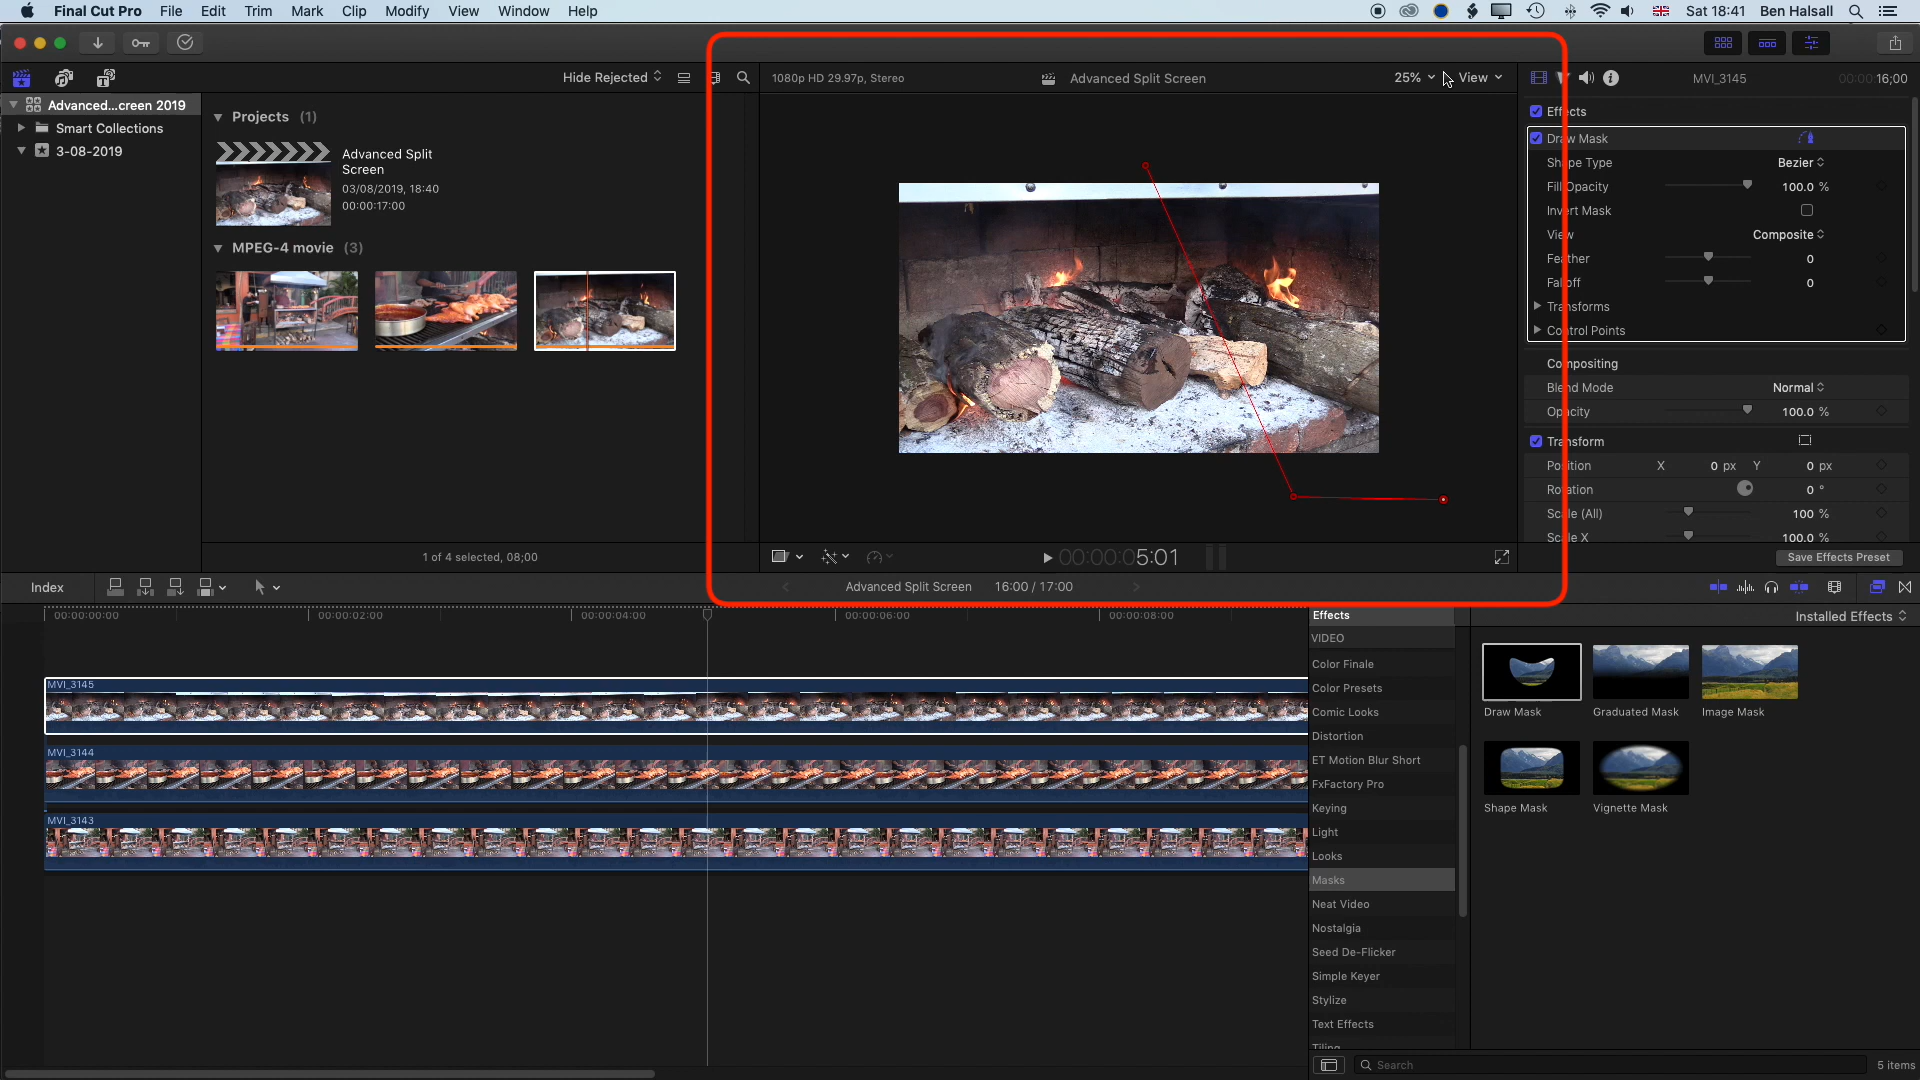 Final Cut Pro File Edit Trim Mark Clip Modify View Window Help Sat 18:41 Ben Halsall
Hide Rejected 1080p HD 29.97p, Stereo Advanced Split Screen 25% View MVI_3145 00:00:16;00
Advanced...creen 2019
Smart Collections
3-08-2019
Projects (1)
Advanced Split
Screen
03/08/2019, 18:40
00:00:17:00
MPEG-4 movie (3)
1 of 4 selected, 08;00
00:00:05:01
Effects
Draw Mask
Shape Type Bezier
Fill Opacity 100.0 %
Invert Mask
View Composite
Feather 0
Falloff 0
Transforms
Control Points
Compositing
Blend Mode Normal
Opacity 100.0 %
Transform
Position X 0 px Y 0 px
Rotation 0 °
Scale (All) 100 %
Scale X 100.0 %
Save Effects Preset
Index Advanced Split Screen 16:00 / 17:00
00:00:00:00 00:00:02:00 00:00:04:00 00:00:06:00 00:00:08:00
MVI_3145
MVI_3144
MVI_3143
Effects Installed Effects
VIDEO
Color Finale
Color Presets
Comic Looks
Distortion
ET Motion Blur Short
FxFactory Pro
Keying
Light
Looks
Masks
Neat Video
Nostalgia
Seed De-Flicker
Simple Keyer
Stylize
Text Effects
Tiling
Draw Mask Graduated Mask Image Mask
Shape Mask Vignette Mask
Search 5 items